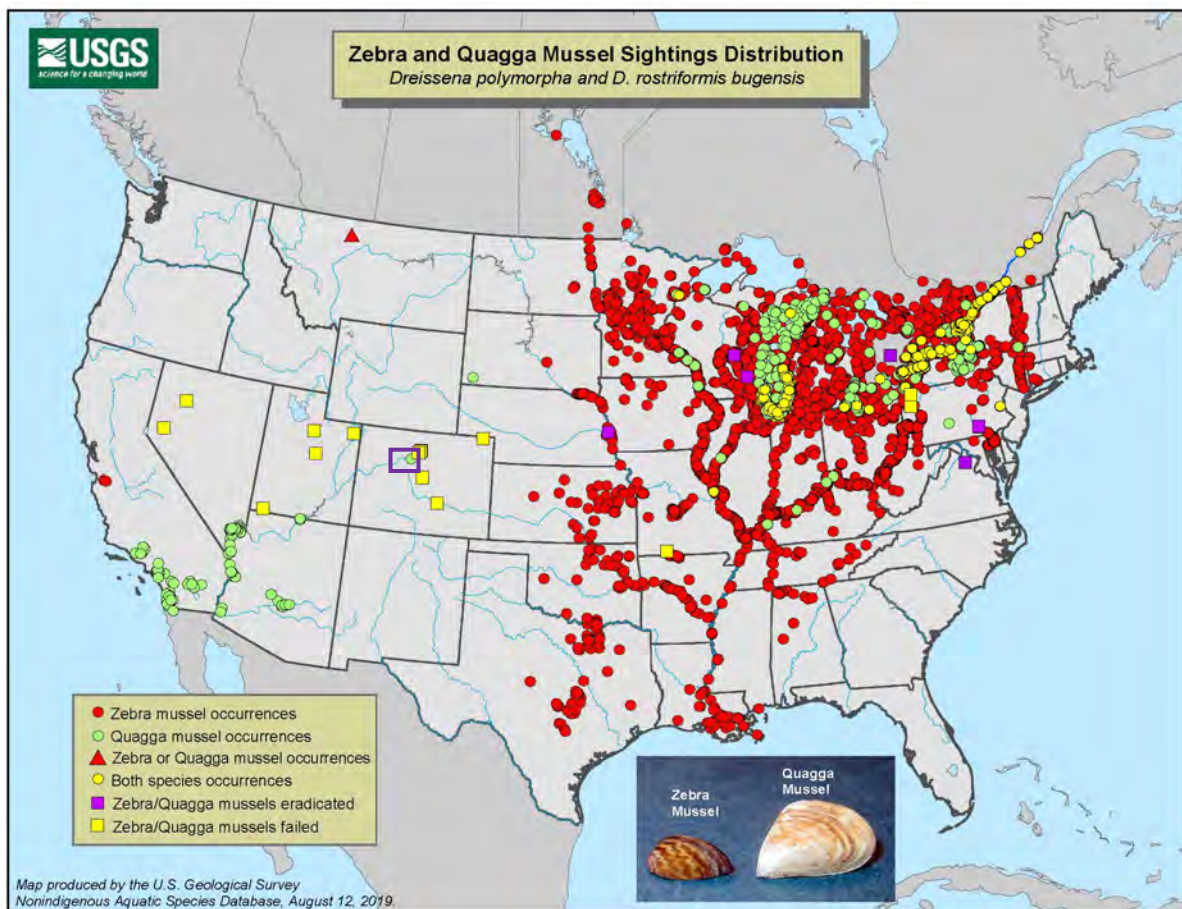 USGS
science for a changing world
Zebra and Quagga Mussel Sightings Distribution
Dreissena polymorpha and D. rostriformis bugensis
Zebra mussel occurrences
Quagga mussel occurrences
Zebra or Quagga mussel occurrences
Both species occurrences
Zebra/Quagga mussels eradicated
Zebra/Quagga mussels failed
Zebra
Mussel
Quagga
Mussel
Map produced by the U.S. Geological Survey
Nonindigenous Aquatic Species Database, August 12, 2019.